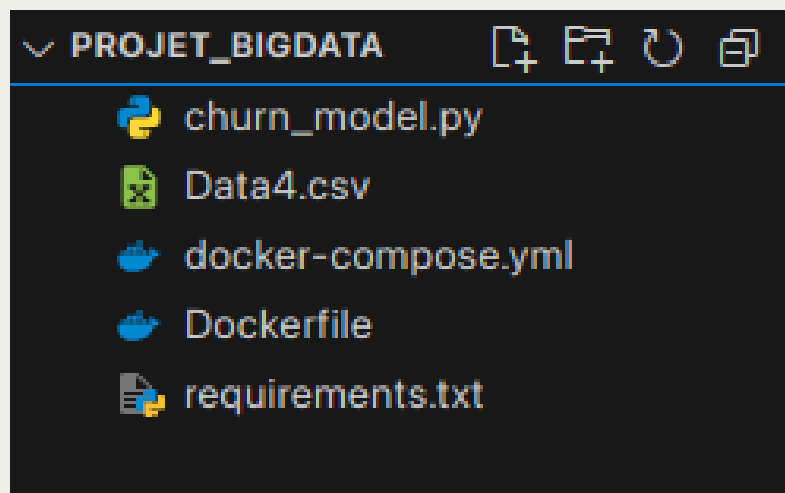 PROJET_BIGDATA
churn_model.py
Data4.csv
docker-compose.yml
Dockerfile
requirements.txt